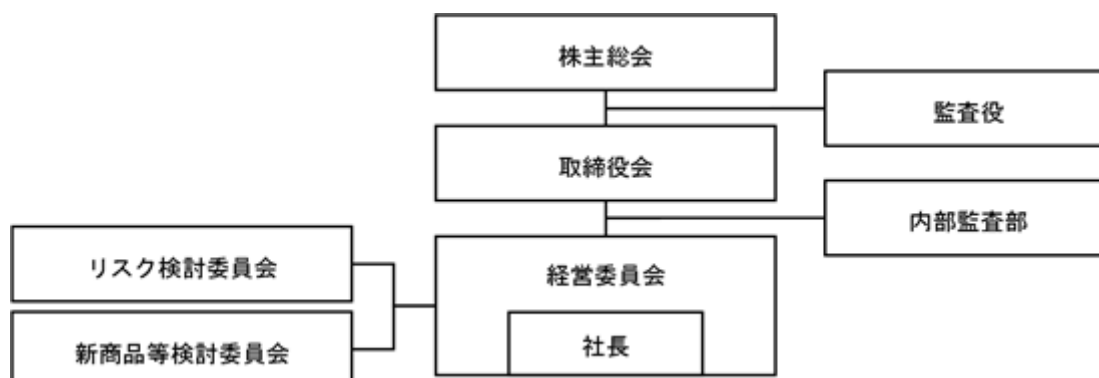 株主総会
監査役
取締役会
内部監査部
リスク検討委員会
経営委員会
新商品等検討委員会
社長